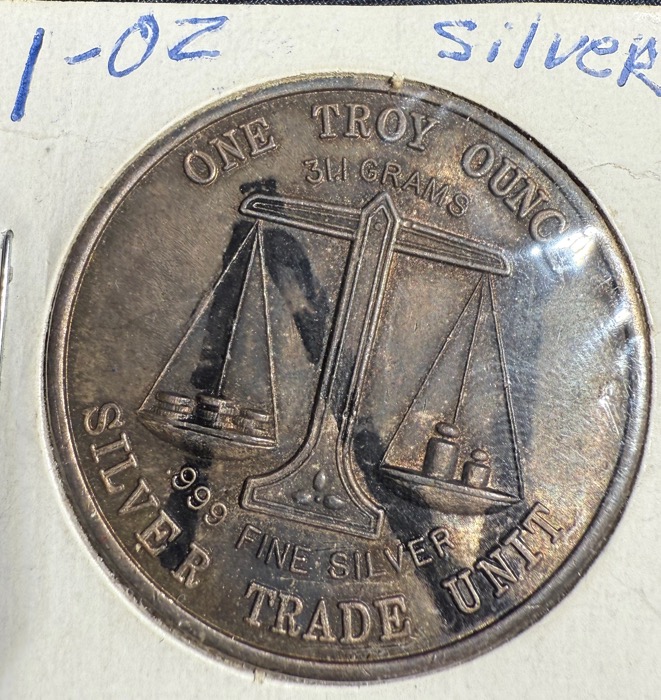 1-OZ Silver
ONE TROY OUNCE
31.1 GRAMS
.999 FINE SILVER
SILVER TRADE UNIT